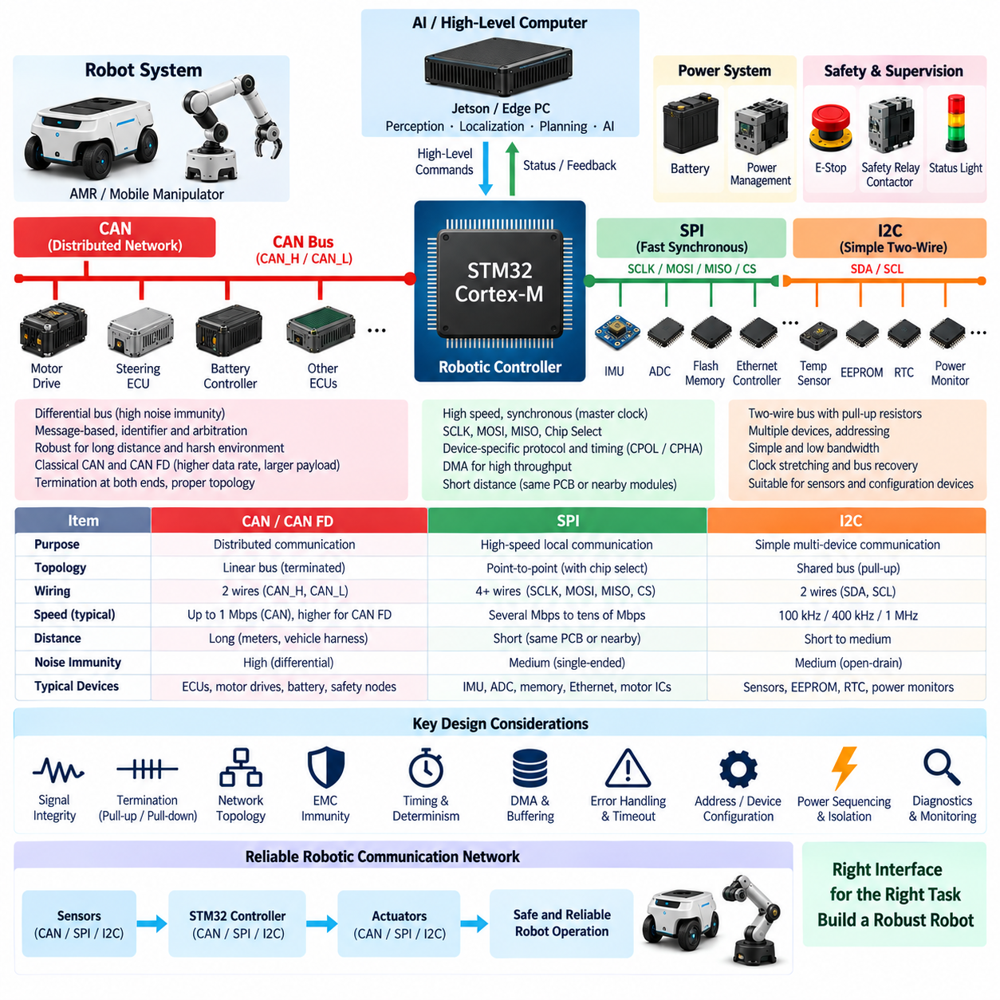 AI / High-Level Computer
Jetson / Edge PC
Perception · Localization · Planning · AI
High-Level
Commands
Status / Feedback
Robot System
AMR / Mobile Manipulator
Power System
Battery
Power
Management
Safety & Supervision
E-Stop
Safety Relay
Contactor
Status Light
CAN
(Distributed Network)
CAN Bus
(CAN_H / CAN_L)
Motor
Drive
Steering
ECU
Battery
Controller
Other
ECUs
...
STM32
Cortex-M
Robotic Controller
SPI
(Fast Synchronous)
SCLK / MOSI / MISO / CS
IMU
ADC
Flash
Memory
Ethernet
Controller
...
I2C
(Simple Two-Wire)
SDA / SCL
Temp
Sensor
EEPROM
RTC
Power
Monitor
...
Differential bus (high noise immunity)
Message-based, identifier and arbitration
Robust for long distance and harsh environment
Classical CAN and CAN FD (higher data rate, larger payload)
Termination at both ends, proper topology
High speed, synchronous (master clock)
SCLK, MOSI, MISO, Chip Select
Device-specific protocol and timing (CPOL / CPHA)
DMA for high throughput
Short distance (same PCB or nearby modules)
Two-wire bus with pull-up resistors
Multiple devices, addressing
Simple and low bandwidth
Clock stretching and bus recovery
Suitable for sensors and configuration devices
Item CAN / CAN FD SPI I2C
Purpose Distributed communication High-speed local communication Simple multi-device communication
Topology Linear bus (terminated) Point-to-point (with chip select) Shared bus (pull-up)
Wiring 2 wires (CAN_H, CAN_L) 4+ wires (SCLK, MOSI, MISO, CS) 2 wires (SDA, SCL)
Speed (typical) Up to 1 Mbps (CAN), higher for CAN FD Several Mbps to tens of Mbps 100 kHz / 400 kHz / 1 MHz
Distance Long (meters, vehicle harness) Short (same PCB or nearby) Short to medium
Noise Immunity High (differential) Medium (single-ended) Medium (open-drain)
Typical Devices ECUs, motor drives, battery, safety nodes IMU, ADC, memory, Ethernet, motor ICs Sensors, EEPROM, RTC, power monitors
Key Design Considerations
Signal
Integrity
Termination
(Pull-up / Pull-down)
Network
Topology
EMC
Immunity
Timing &
Determinism
DMA &
Buffering
Error Handling
& Timeout
Address / Device
Configuration
Power Sequencing
& Isolation
Diagnostics
& Monitoring
Reliable Robotic Communication Network
Sensors
(CAN / SPI / I2C)
STM32 Controller
(CAN / SPI / I2C)
Actuators
(CAN / SPI / I2C)
Safe and Reliable
Robot Operation
Right Interface
for the Right Task
Build a Robust Robot